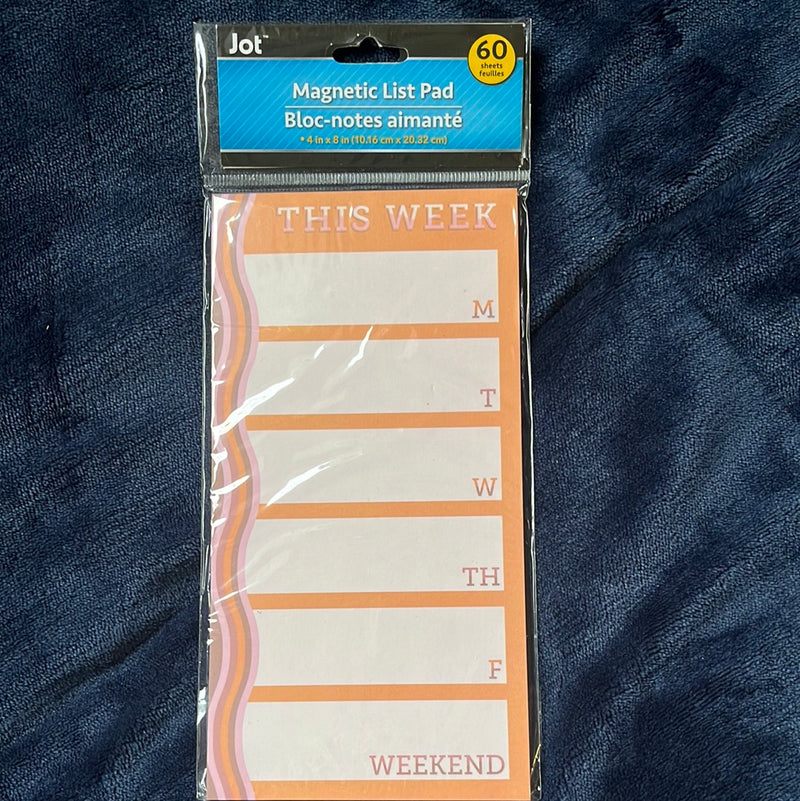 Jot™
60
sheets
feuilles
Magnetic List Pad
Bloc-notes aimanté
• 4 in x 8 in (10.16 cm x 20.32 cm)
THIS WEEK
M
T
W
TH
F
WEEKEND